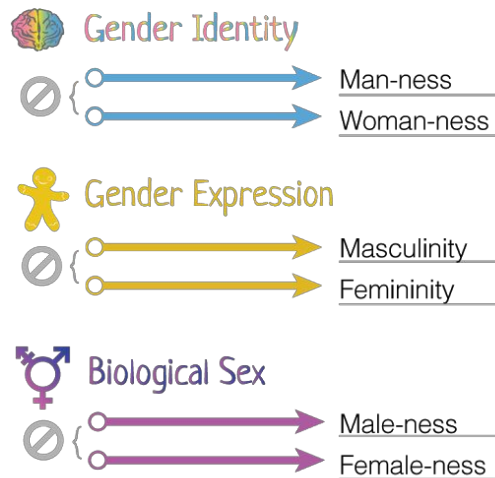 Gender Identity
Man-ness
Woman-ness
Gender Expression
Masculinity
Femininity
Biological Sex
Male-ness
Female-ness